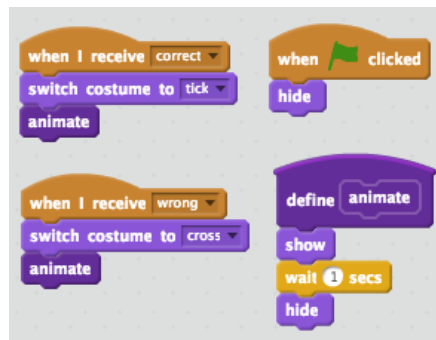 when I receive correct
switch costume to tick
animate
when clicked
hide
when I receive wrong
switch costume to cross
animate
define animate
show
wait 1 secs
hide